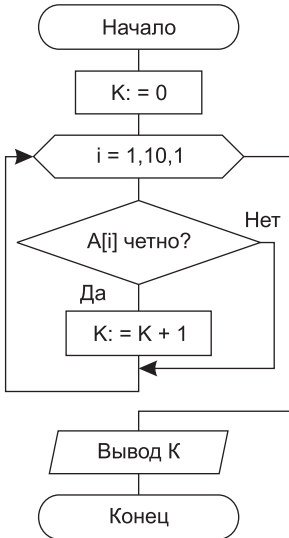 Начало
K: = 0
i = 1,10,1
A[i] четно?
Нет
Да
K: = K + 1
Вывод К
Конец